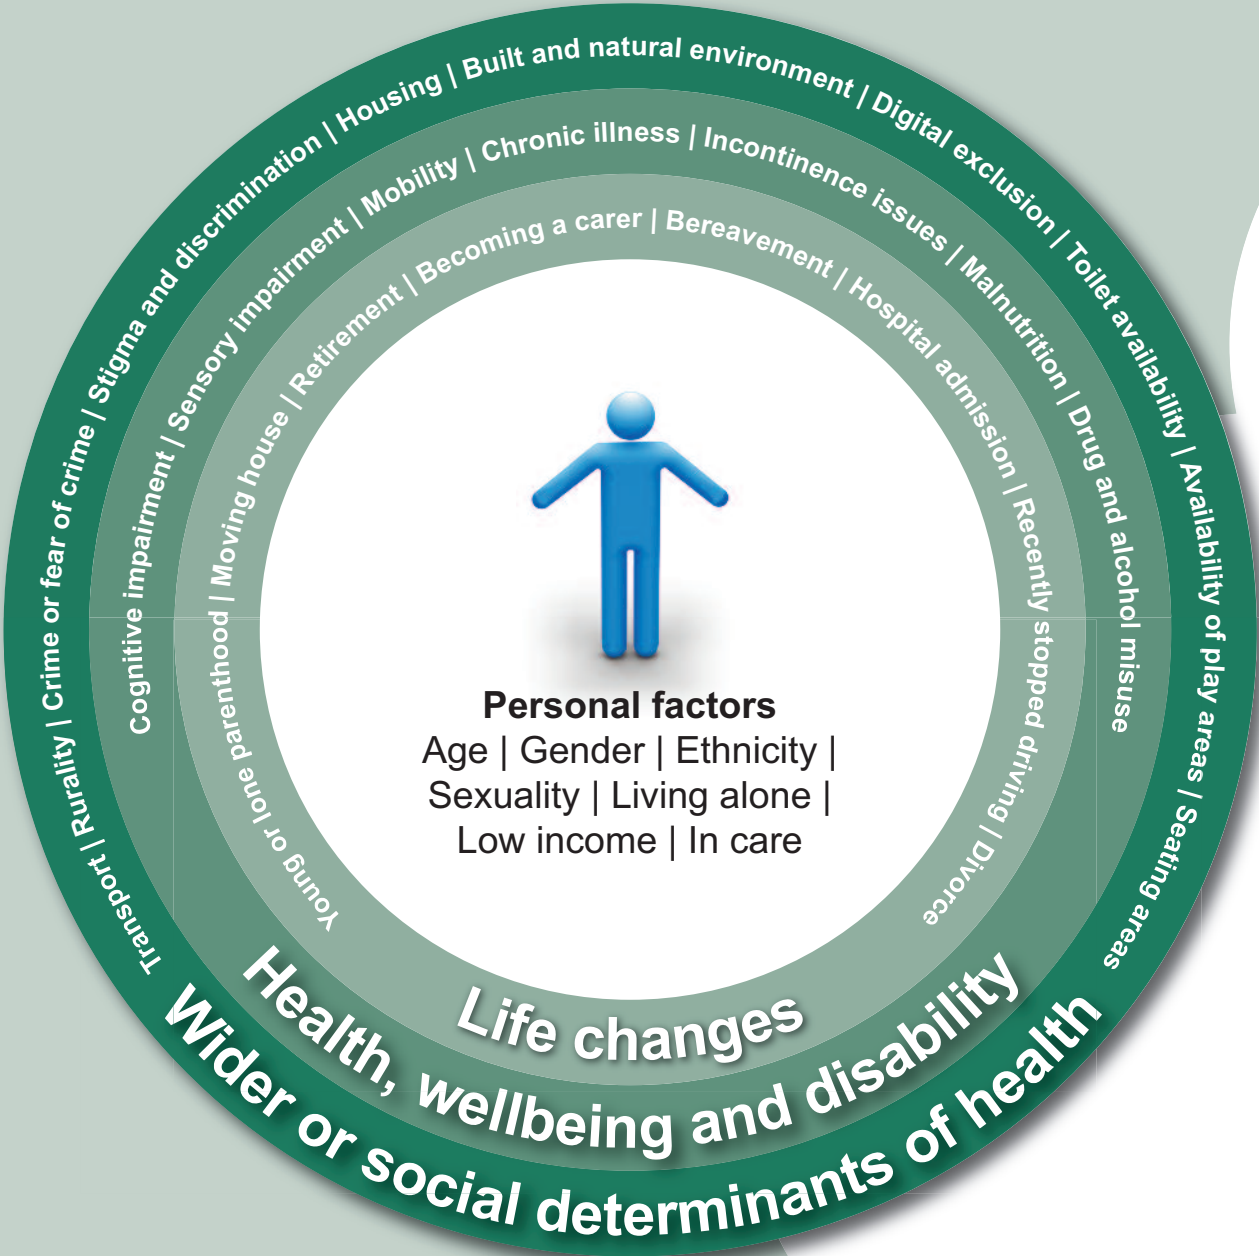 Transport | Rurality | Crime or fear of crime | Stigma and discrimination | Housing | Built and natural environment | Digital exclusion | Toilet availability | Availability of play areas | Seating areas
Cognitive impairment | Sensory impairment | Mobility | Chronic illness | Incontinence issues | Malnutrition | Drug and alcohol misuse
Young or lone parenthood | Moving house | Retirement | Becoming a carer | Bereavement | Hospital admission | Recently stopped driving | Divorce
Personal factors
Age | Gender | Ethnicity |
Sexuality | Living alone |
Low income | In care
Life changes
Health, wellbeing and disability
Wider or social determinants of health